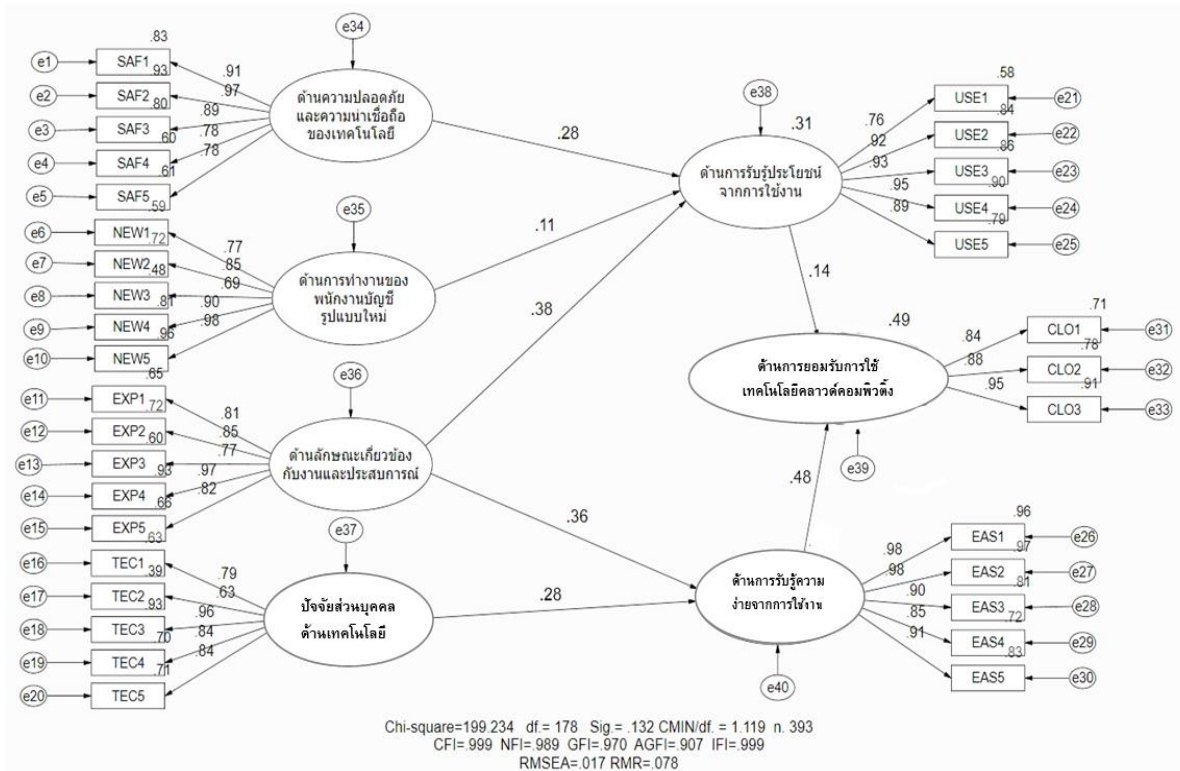 e34
.83
e1 SAF1
.93 .91
e2 SAF2 .97
.80 .89
e3 SAF3 .78
.60 .78
e4 SAF4
.61
e5 SAF5
.59
ด้านความปลอดภัย
และความน่าเชื่อถือ
ของเทคโนโลยี
.28
e35
e6 NEW1
.72 .77
e7 NEW2 .85
.48 .69
e8 NEW3 .90
.81 .98
e9 NEW4
.96
e10 NEW5
.65
ด้านการทำงานของ
พนักงานบัญชี
รูปแบบใหม่
.11
.38
e36
e11 EXP1
.72 .81
e12 EXP2 .85
.60 .77
e13 EXP3 .97
.93 .82
e14 EXP4
.66
e15 EXP5
.63
ด้านลักษณะเกี่ยวข้อง
กับงานและประสบการณ์
.36
e37
e16 TEC1
.39 .79
e17 TEC2 .63
.93 .96
e18 TEC3 .84
.70 .84
e19 TEC4
.71
e20 TEC5
ปัจจัยส่วนบุคคล
ด้านเทคโนโลยี
.28
e38
.31
ด้านการรับรู้ประโยชน์
จากการใช้งาน
.58
.76 USE1 e21
.84
.92 USE2 e22
.86
.93 USE3 e23
.90
.95 USE4 e24
.79
.89 USE5 e25
.14
.49
ด้านการยอมรับการใช้
เทคโนโลยีคลาวด์คอมพิวติ้ง
e39
.71
.84 CLO1 e31
.78
.88 CLO2 e32
.91
.95 CLO3 e33
.48
ด้านการรับรู้ความ
ง่ายจากการใช้งาน
e40
.96
.98 EAS1 e26
.97
.98 EAS2 e27
.81
.90 EAS3 e28
.72
.85 EAS4 e29
.83
.91 EAS5 e30
Chi-square=199.234 df.= 178 Sig.= .132 CMIN/df. = 1.119 n. 393
CFI=.999 NFI=.989 GFI=.970 AGFI=.907 IFI=.999
RMSEA=.017 RMR=.078